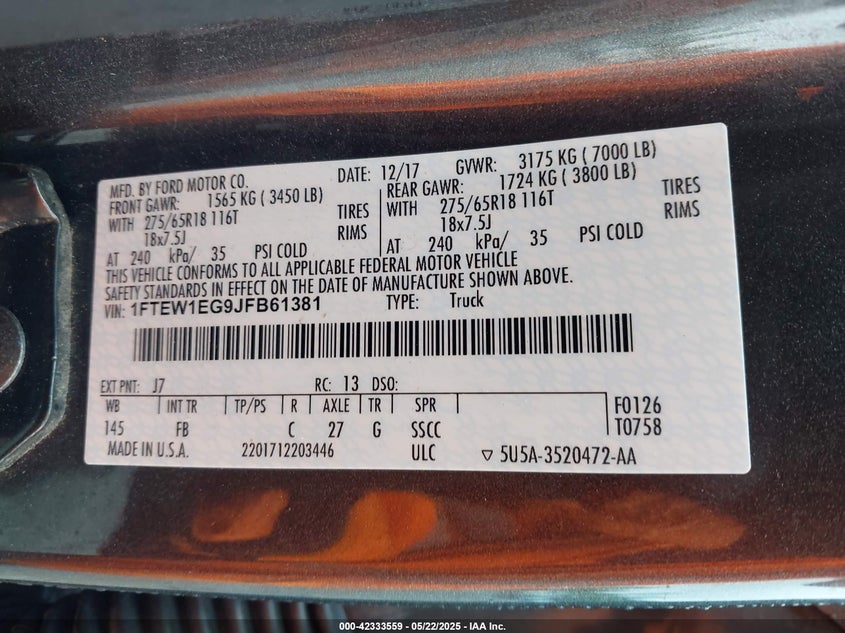 MFD. BY FORD MOTOR CO. DATE: 12/17 GVWR: 3175 KG ( 7000 LB)
FRONT GAWR: 1565 KG ( 3450 LB) REAR GAWR: 1724 KG ( 3800 LB)
WITH 275/65R18 116T TIRES WITH 275/65R18 116T TIRES
18x7.5J RIMS 18x7.5J RIMS
AT 240 kPa/ 35 PSI COLD AT 240 kPa/ 35 PSI COLD
THIS VEHICLE CONFORMS TO ALL APPLICABLE FEDERAL MOTOR VEHICLE
SAFETY STANDARDS IN EFFECT ON THE DATE OF MANUFACTURE SHOWN ABOVE.
VIN: 1FTEW1EG9JFB61381 TYPE: Truck
EXT PNT: J7 RC: 13 DSO:
WB INT TR TP/PS R AXLE TR SPR F0126
145 FB C 27 G SSCC T0758
MADE IN U.S.A. 2201712203446 ULC ▽ 5U5A-3520472-AA
000-42333559 - 05/22/2025 - IAA Inc.